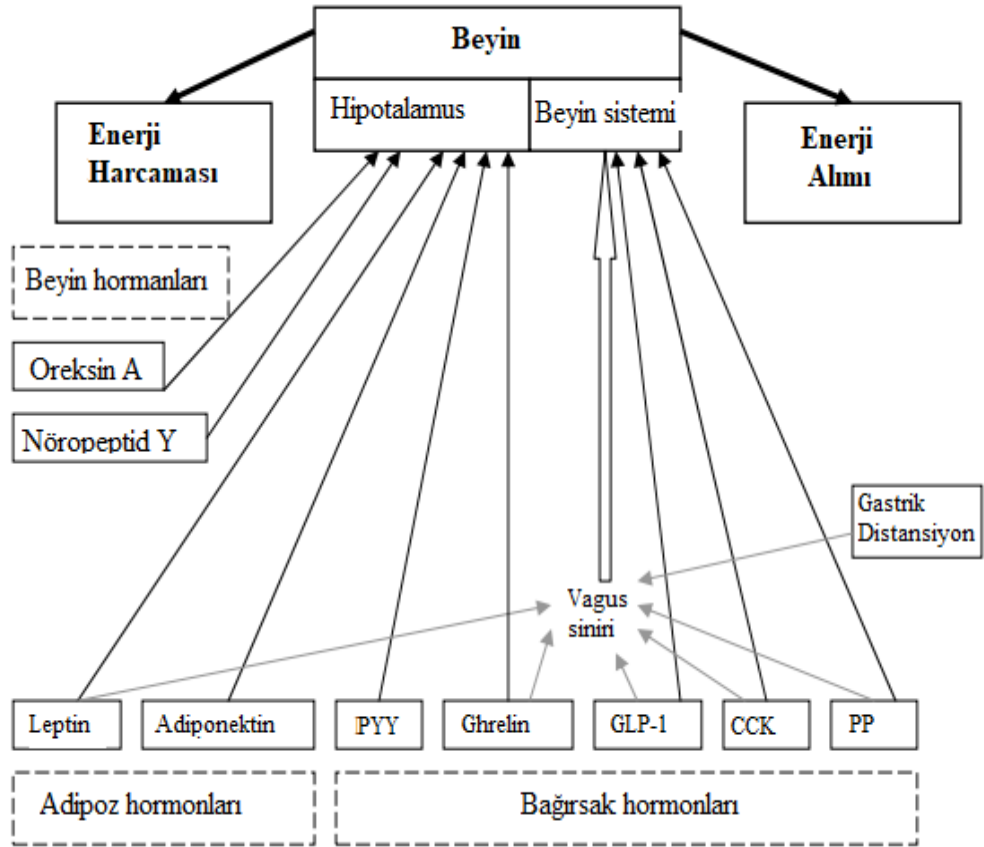 Beyin
Hipotalamus
Beyin sistemi
Enerji
Harcaması
Enerji
Alımı
Beyin hormanları
Oreksin A
Nöropeptid Y
Gastrik
Distansiyon
Vagus
siniri
Leptin
Adiponektin
PYY
Ghrelin
GLP-1
CCK
PP
Adipoz hormonları
Bağırsak hormonları